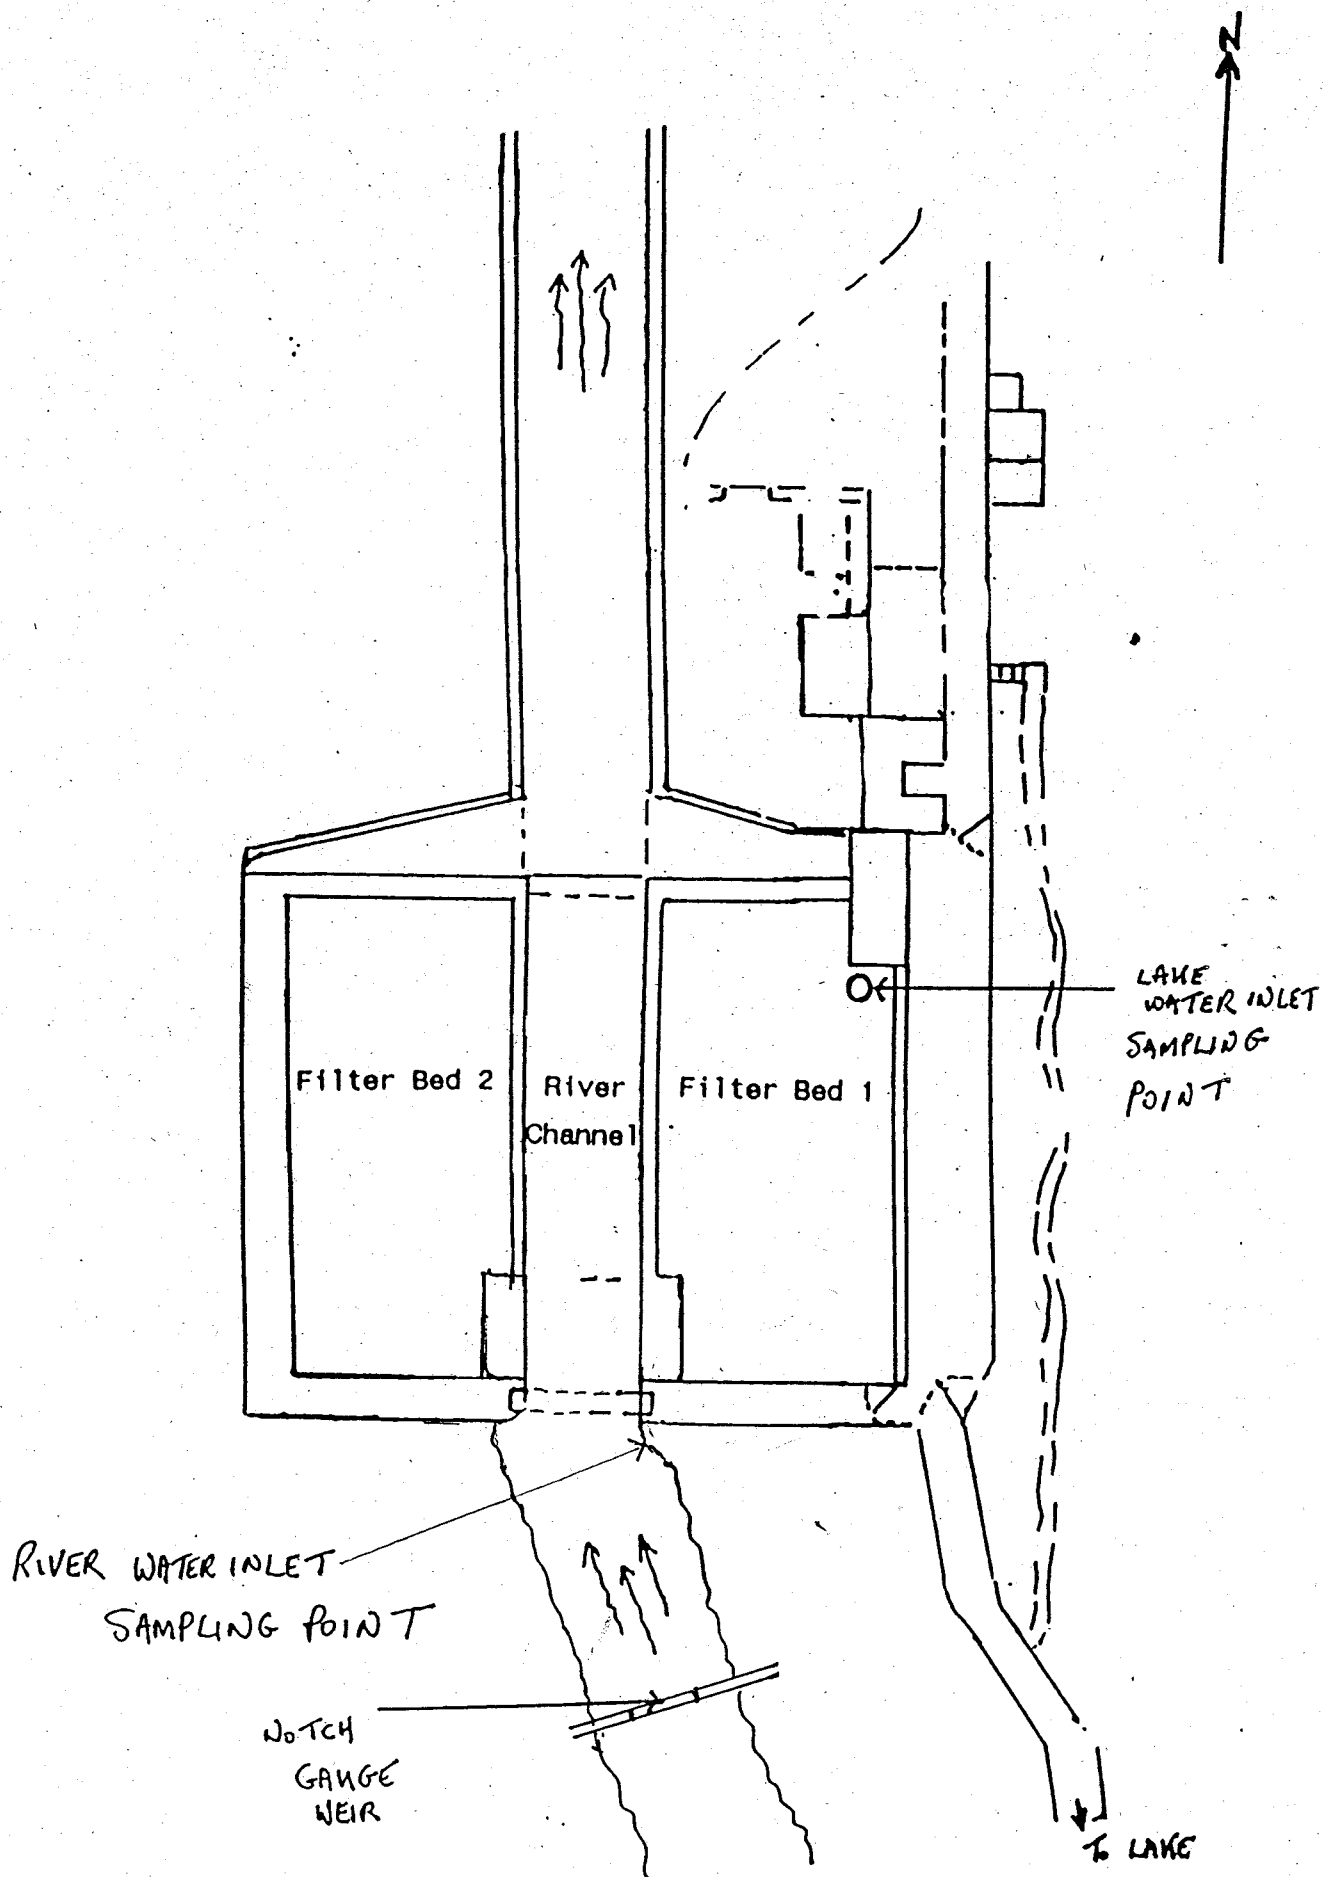 N
LAKE
WATER INLET
SAMPLING
POINT
Filter Bed 2
River
Channel
Filter Bed 1
RIVER WATER INLET
SAMPLING POINT
NOTCH
GAUGE
WEIR
To LAKE